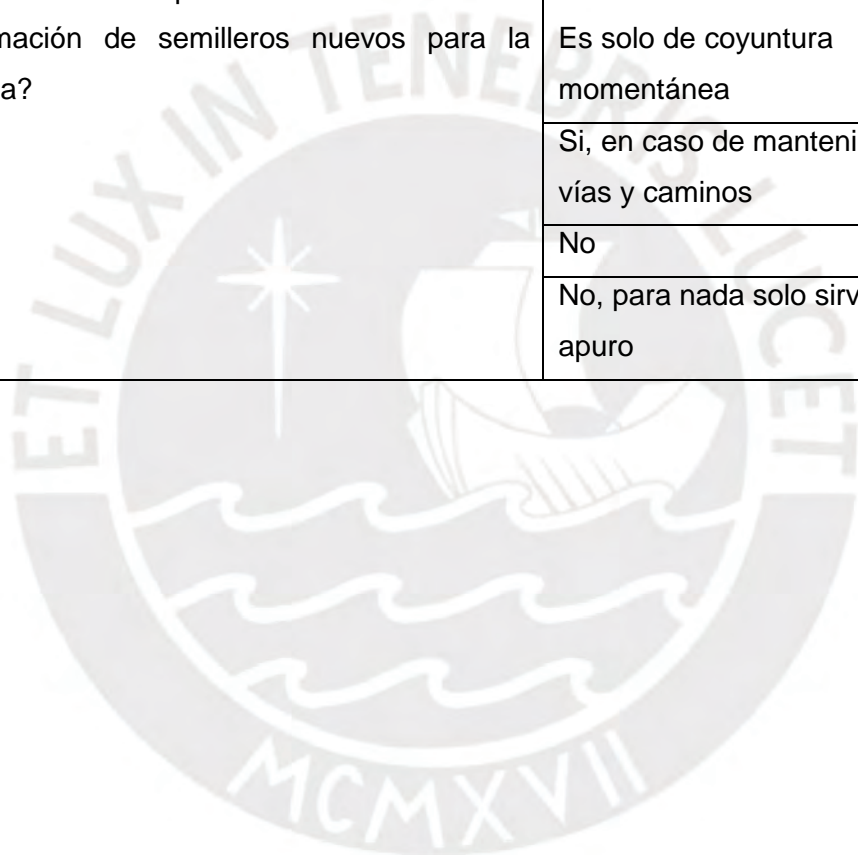 mación de semilleros nuevos para la
a?
Es solo de coyuntura
momentánea
Si, en caso de manteni
vías y caminos
No
No, para nada solo sirv
apuro
ET LUX IN TENEBRIS LUCET
MCMXVII